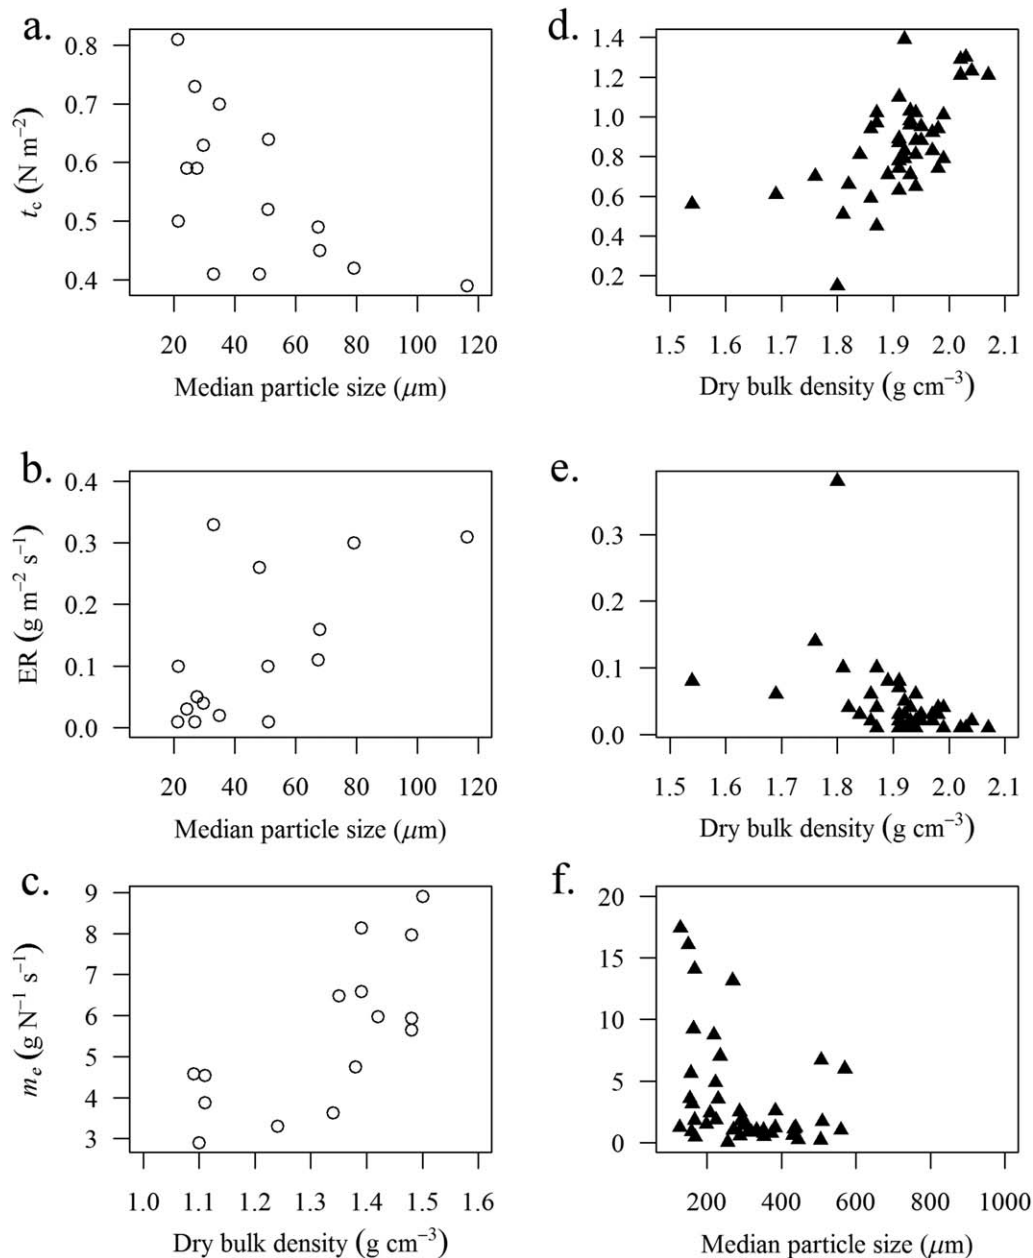 a.
0.8
0.7
0.6
0.5
0.4
t_c (N m⁻²)
20 40 60 80 100 120
Median particle size (μm)
d.
1.4
1.2
1.0
0.8
0.6
0.4
0.2
1.5 1.6 1.7 1.8 1.9 2.0 2.1
Dry bulk density (g cm⁻³)
b.
0.4
0.3
0.2
0.1
0.0
ER (g m⁻² s⁻¹)
20 40 60 80 100 120
Median particle size (μm)
e.
0.3
0.2
0.1
0.0
1.5 1.6 1.7 1.8 1.9 2.0 2.1
Dry bulk density (g cm⁻³)
c.
9
8
7
6
5
4
3
m_e (g N⁻¹ s⁻¹)
1.0 1.1 1.2 1.3 1.4 1.5 1.6
Dry bulk density (g cm⁻³)
f.
20
15
10
5
0
200 400 600 800 1000
Median particle size (μm)